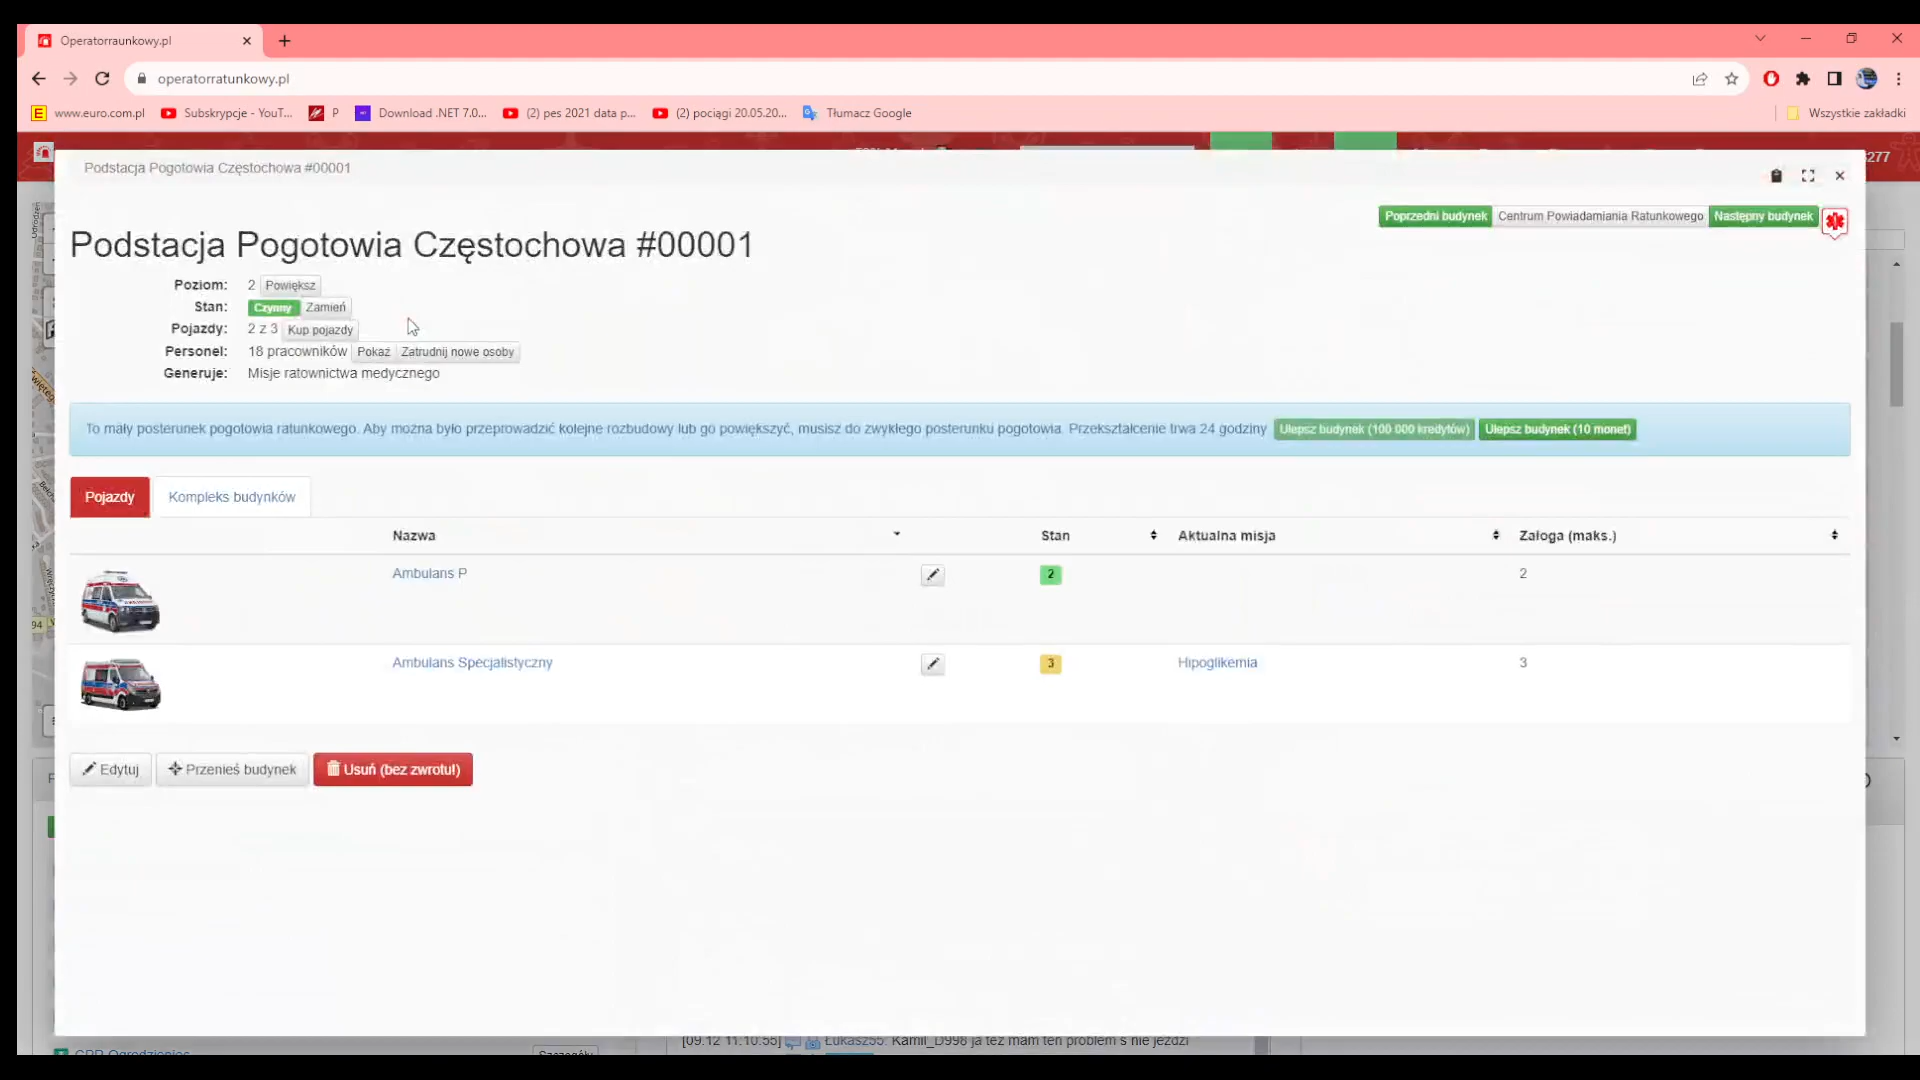 Operatorraunkowy.pl
operatorratunkowy.pl
www.euro.com.pl
Subskrypcje - YouT...
P
Download .NET 7.0...
(2) pes 2021 data p...
(2) pociągi 20.05.20...
Tłumacz Google
Wszystkie zakładki
277
Podstacja Pogotowia Częstochowa #00001
Poprzedni budynek Centrum Powiadamiania Ratunkowego Następny budynek
Podstacja Pogotowia Częstochowa #00001
Poziom: 2 Powiększ
Stan: Czynny Zamień
Pojazdy: 2 z 3 Kup pojazdy
Personel: 18 pracowników Pokaż Zatrudnij nowe osoby
Generuje: Misje ratownictwa medycznego
To mały posterunek pogotowia ratunkowego. Aby można było przeprowadzić kolejne rozbudowy lub go powiększyć, musisz do zwykłego posterunku pogotowia. Przekształcenie trwa 24 godziny Ulepsz budynek (100 000 kredytów) Ulepsz budynek (10 monet)
Pojazdy Kompleks budynków
Nazwa Stan Aktualna misja Załoga (maks.)
Ambulans P 2 2
Ambulans Specjalistyczny 3 Hipoglikemia 3
Edytuj Przenieś budynek Usuń (bez zwrotu!)
94
[09.12 11:10:55] Łukasz55: Kamil_D998 ja też mam ten problem s nie jeździ